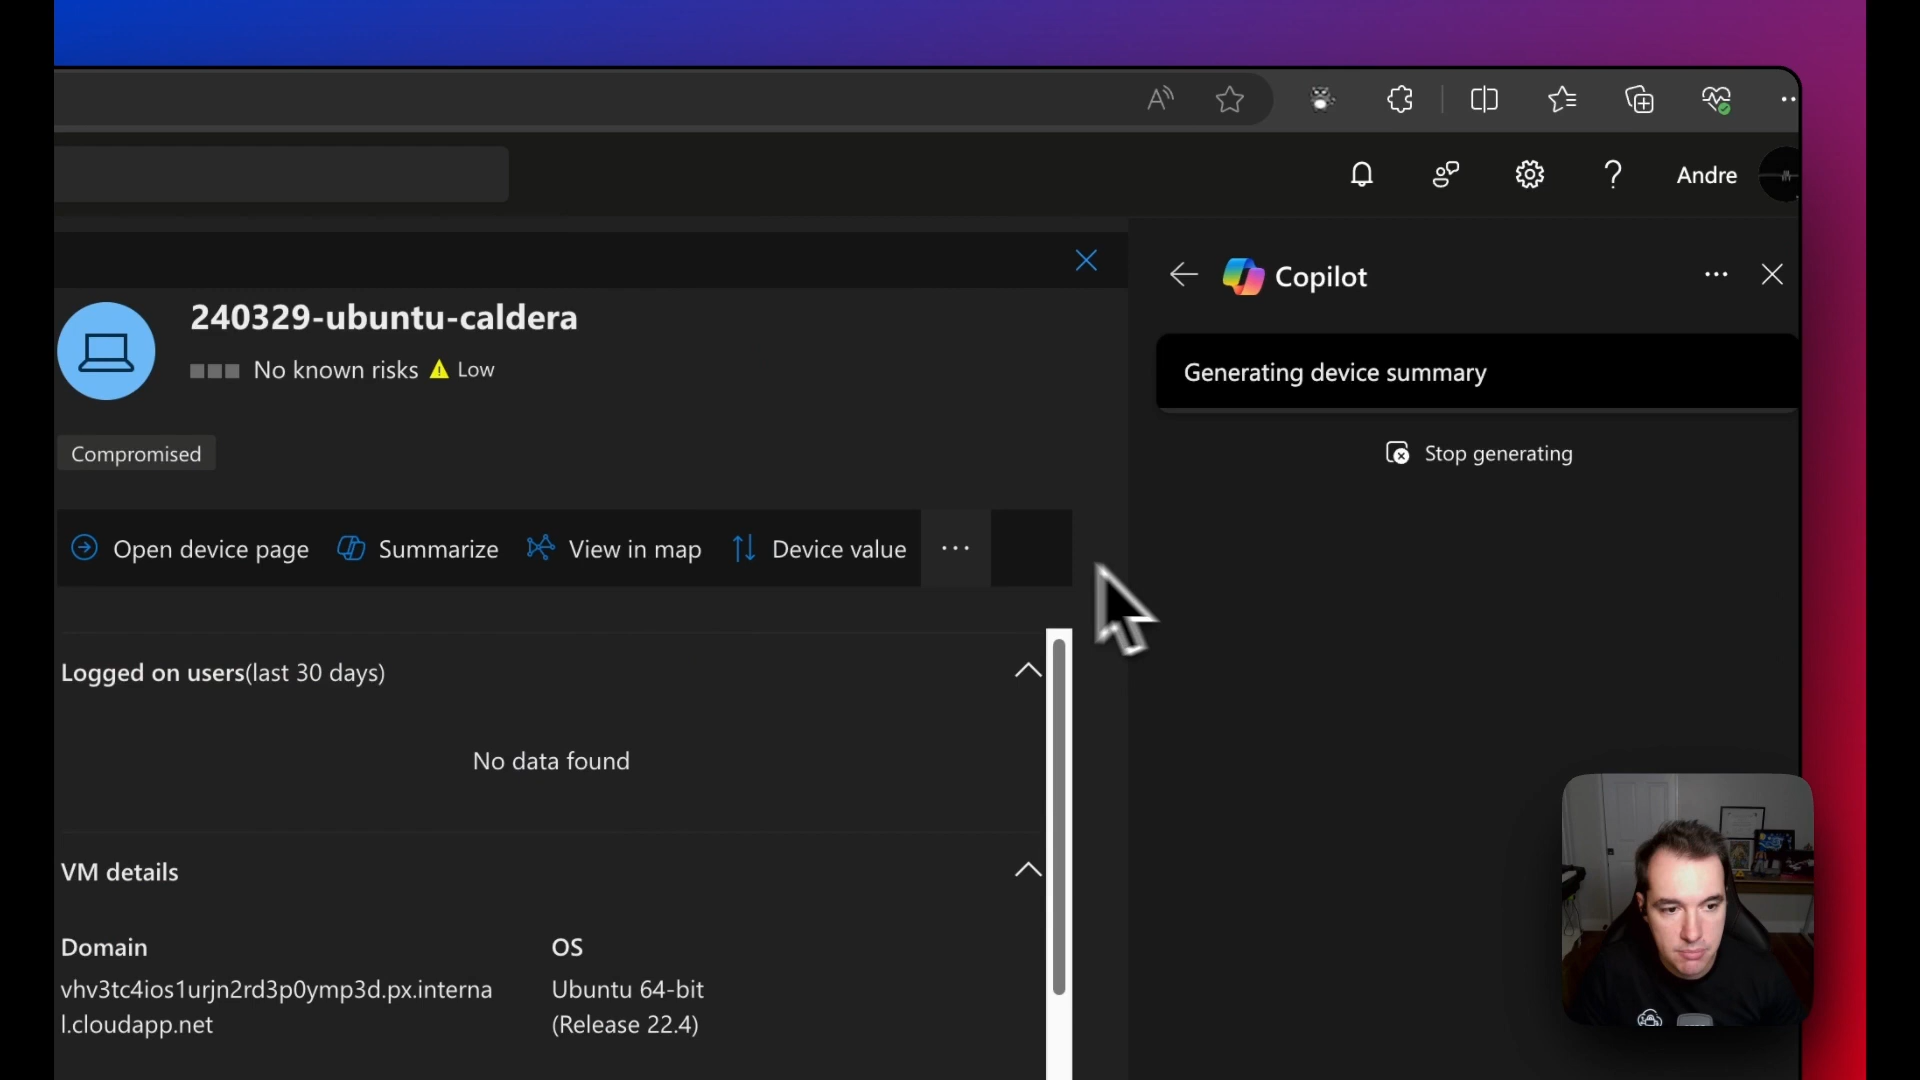 Andre
240329-ubuntu-caldera
No known risks Low
Compromised
Open device page Summarize View in map Device value
Logged on users(last 30 days)
No data found
VM details
Domain OS
vhv3tc4ios1urjn2rd3p0ymp3d.px.interna Ubuntu 64-bit
l.cloudapp.net (Release 22.4)
Copilot
Generating device summary
Stop generating